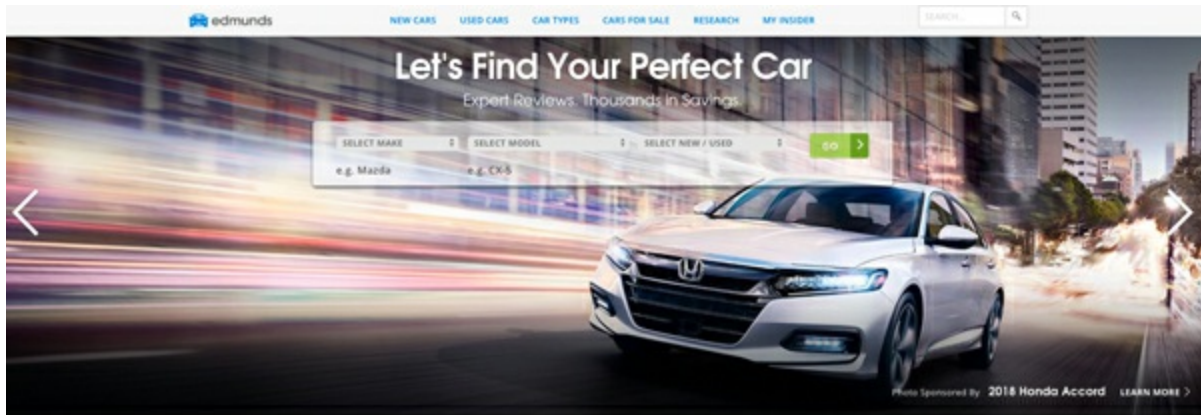 edmunds
NEW CARS USED CARS CAR TYPES CARS FOR SALE RESEARCH MY INSIDER
SEARCH...
Let's Find Your Perfect Car
Expert Reviews. Thousands in Savings.
SELECT MAKE SELECT MODEL SELECT NEW / USED GO
e.g. Mazda e.g. CX-5
Photo Sponsored By 2018 Honda Accord LEARN MORE